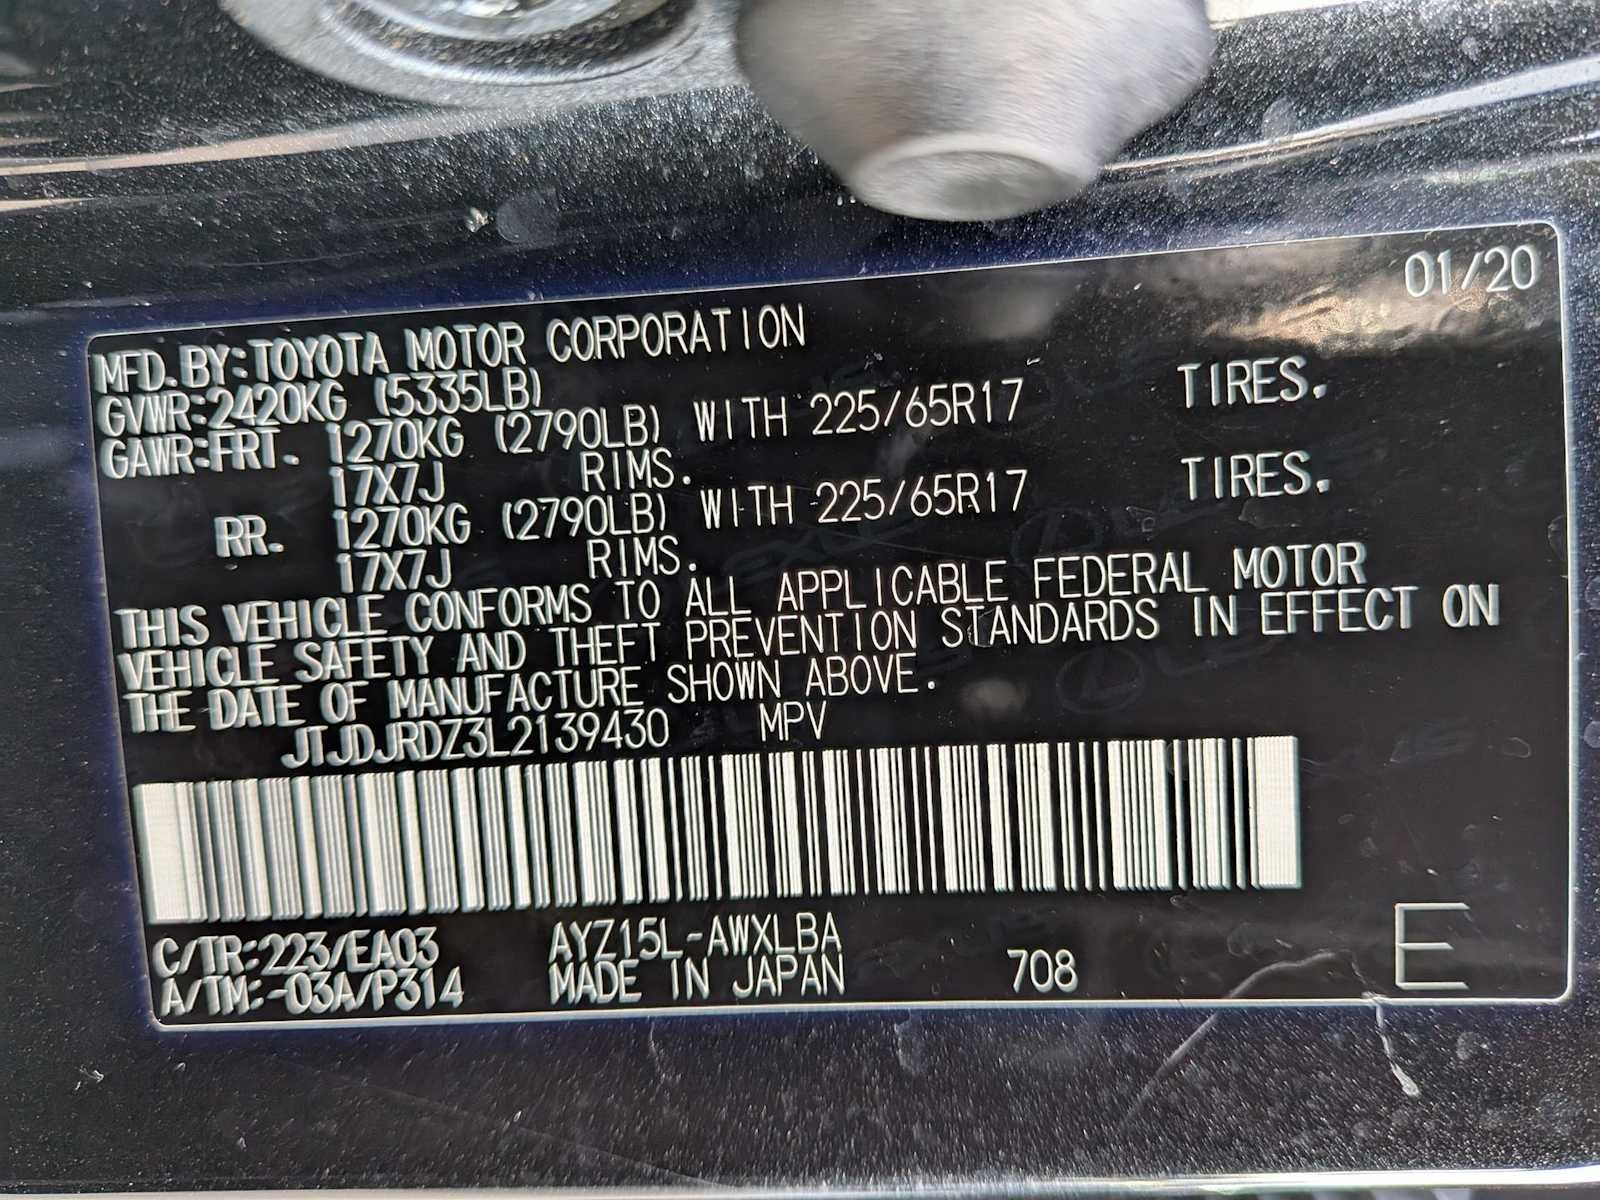 01/20
MFD. BY:TOYOTA MOTOR CORPORATION
GVWR:2420KG (5335LB)
GAWR:FRT. 1270KG (2790LB) WITH 225/65R17 TIRES.
17X7J RIMS.
RR. 1270KG (2790LB) WITH 225/65R17 TIRES.
17X7J RIMS.
THIS VEHICLE CONFORMS TO ALL APPLICABLE FEDERAL MOTOR
VEHICLE SAFETY AND THEFT PREVENTION STANDARDS IN EFFECT ON
THE DATE OF MANUFACTURE SHOWN ABOVE.
JTJDJRDZ3L2139430 MPV
C/TR:223/EA03 AYZ15L-AWXLBA
A/TM:-03A/P314 MADE IN JAPAN 708 E